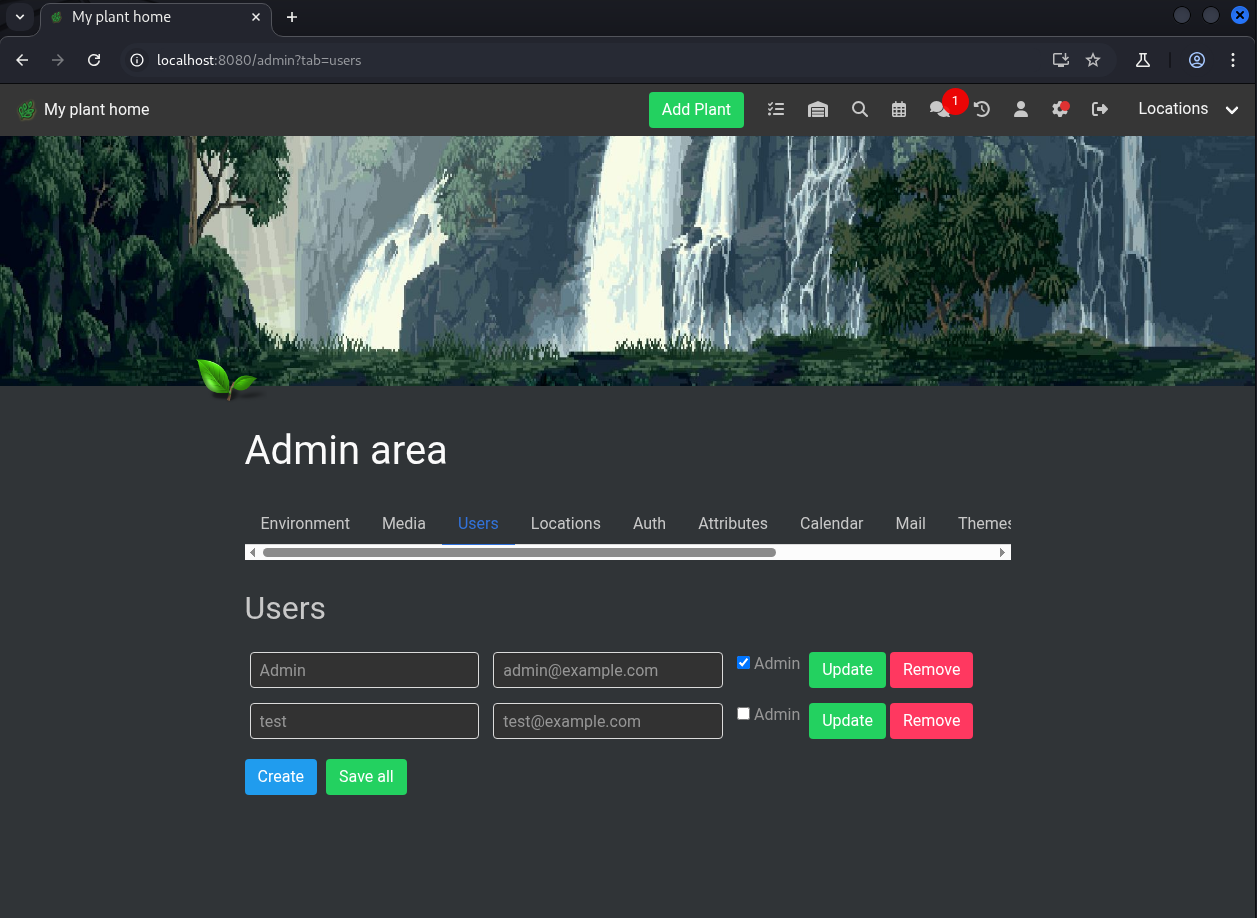 My plant home
localhost:8080/admin?tab=users
My plant home Add Plant 1 Locations
Admin area
Environment Media Users Locations Auth Attributes Calendar Mail Themes
Users
Admin admin@example.com Admin Update Remove
test test@example.com Admin Update Remove
Create Save all